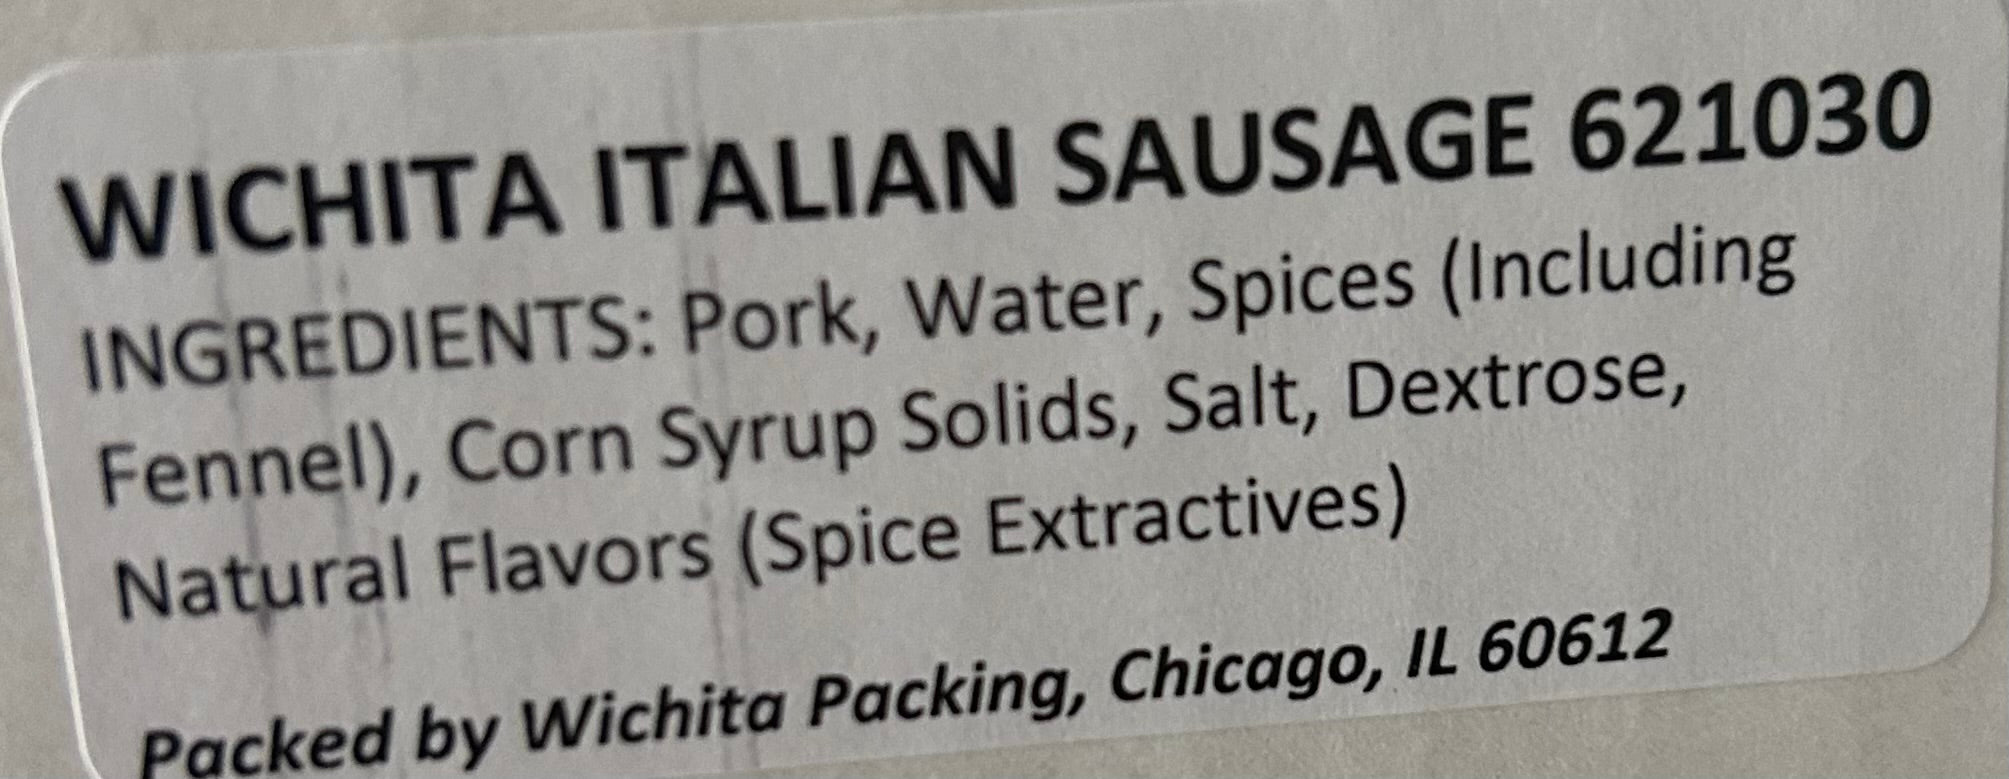 WICHITA ITALIAN SAUSAGE 621030
INGREDIENTS: Pork, Water, Spices (Including
Fennel), Corn Syrup Solids, Salt, Dextrose,
Natural Flavors (Spice Extractives)
Packed by Wichita Packing, Chicago, IL 60612